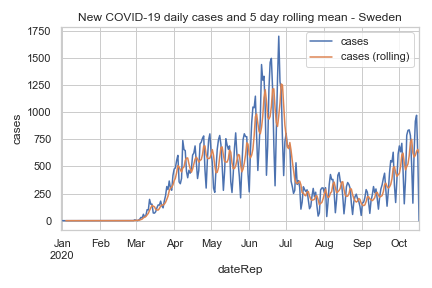 New COVID-19 daily cases and 5 day rolling mean - Sweden
cases
cases (rolling)
1750
1500
1250
1000
750
500
250
0
cases
Jan Feb Mar Apr May Jun Jul Aug Sep Oct
2020
dateRep